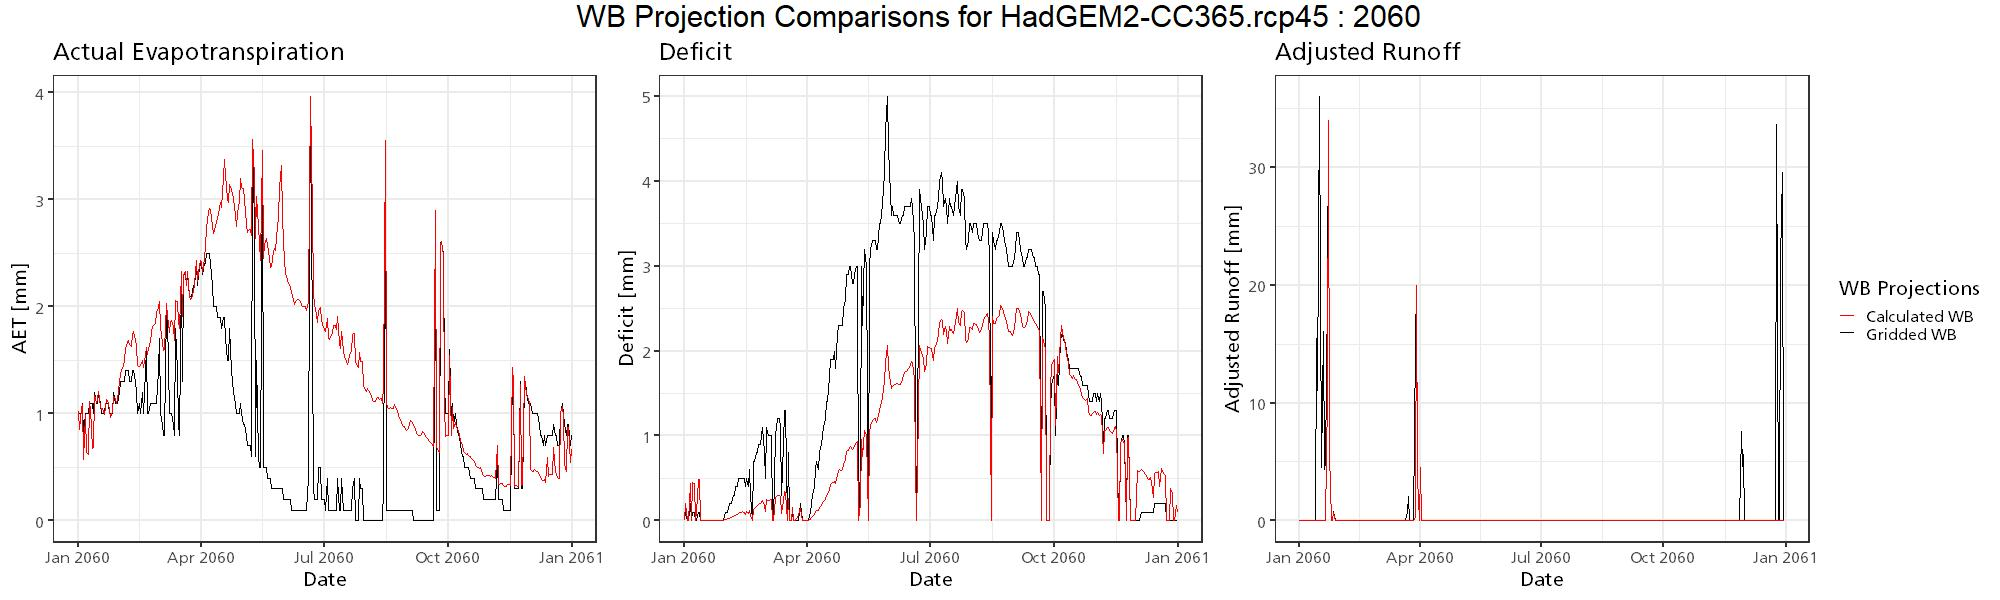 WB Projection Comparisons for HadGEM2-CC365.rcp45 : 2060
Actual Evapotranspiration
AET [mm]
4
3
2
1
0
Jan 2060 Apr 2060 Jul 2060 Oct 2060 Jan 2061
Date
Deficit
Deficit [mm]
5
4
3
2
1
0
Jan 2060 Apr 2060 Jul 2060 Oct 2060 Jan 2061
Date
Adjusted Runoff
Adjusted Runoff [mm]
30
20
10
0
Jan 2060 Apr 2060 Jul 2060 Oct 2060 Jan 2061
Date
WB Projections
Calculated WB
Gridded WB